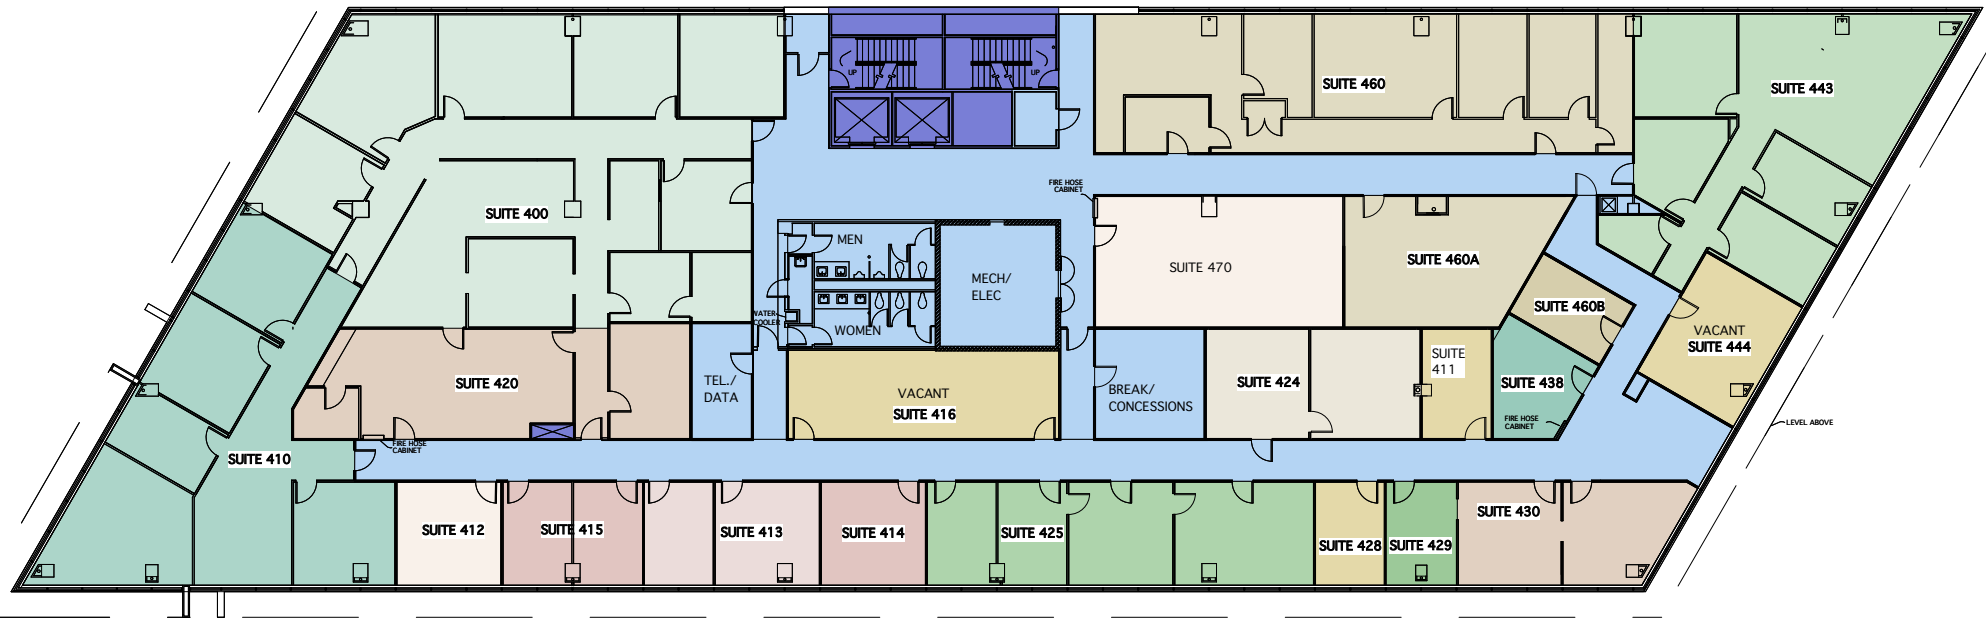 UP
UP
SUITE 460
SUITE 443
FIRE HOSE
CABINET
SUITE 400
MEN
SUITE 470
SUITE 460A
MECH/
ELEC
SUITE 460B
WATER
COOLER
WOMEN
VACANT
SUITE 444
SUITE 420
TEL./
DATA
VACANT
SUITE 416
BREAK/
CONCESSIONS
SUITE 424
SUITE
411
SUITE 438
FIRE HOSE
CABINET
LEVEL ABOVE
FIRE HOSE
CABINET
SUITE 410
SUITE 412
SUITE 415
SUITE 413
SUITE 414
SUITE 425
SUITE 428
SUITE 429
SUITE 430